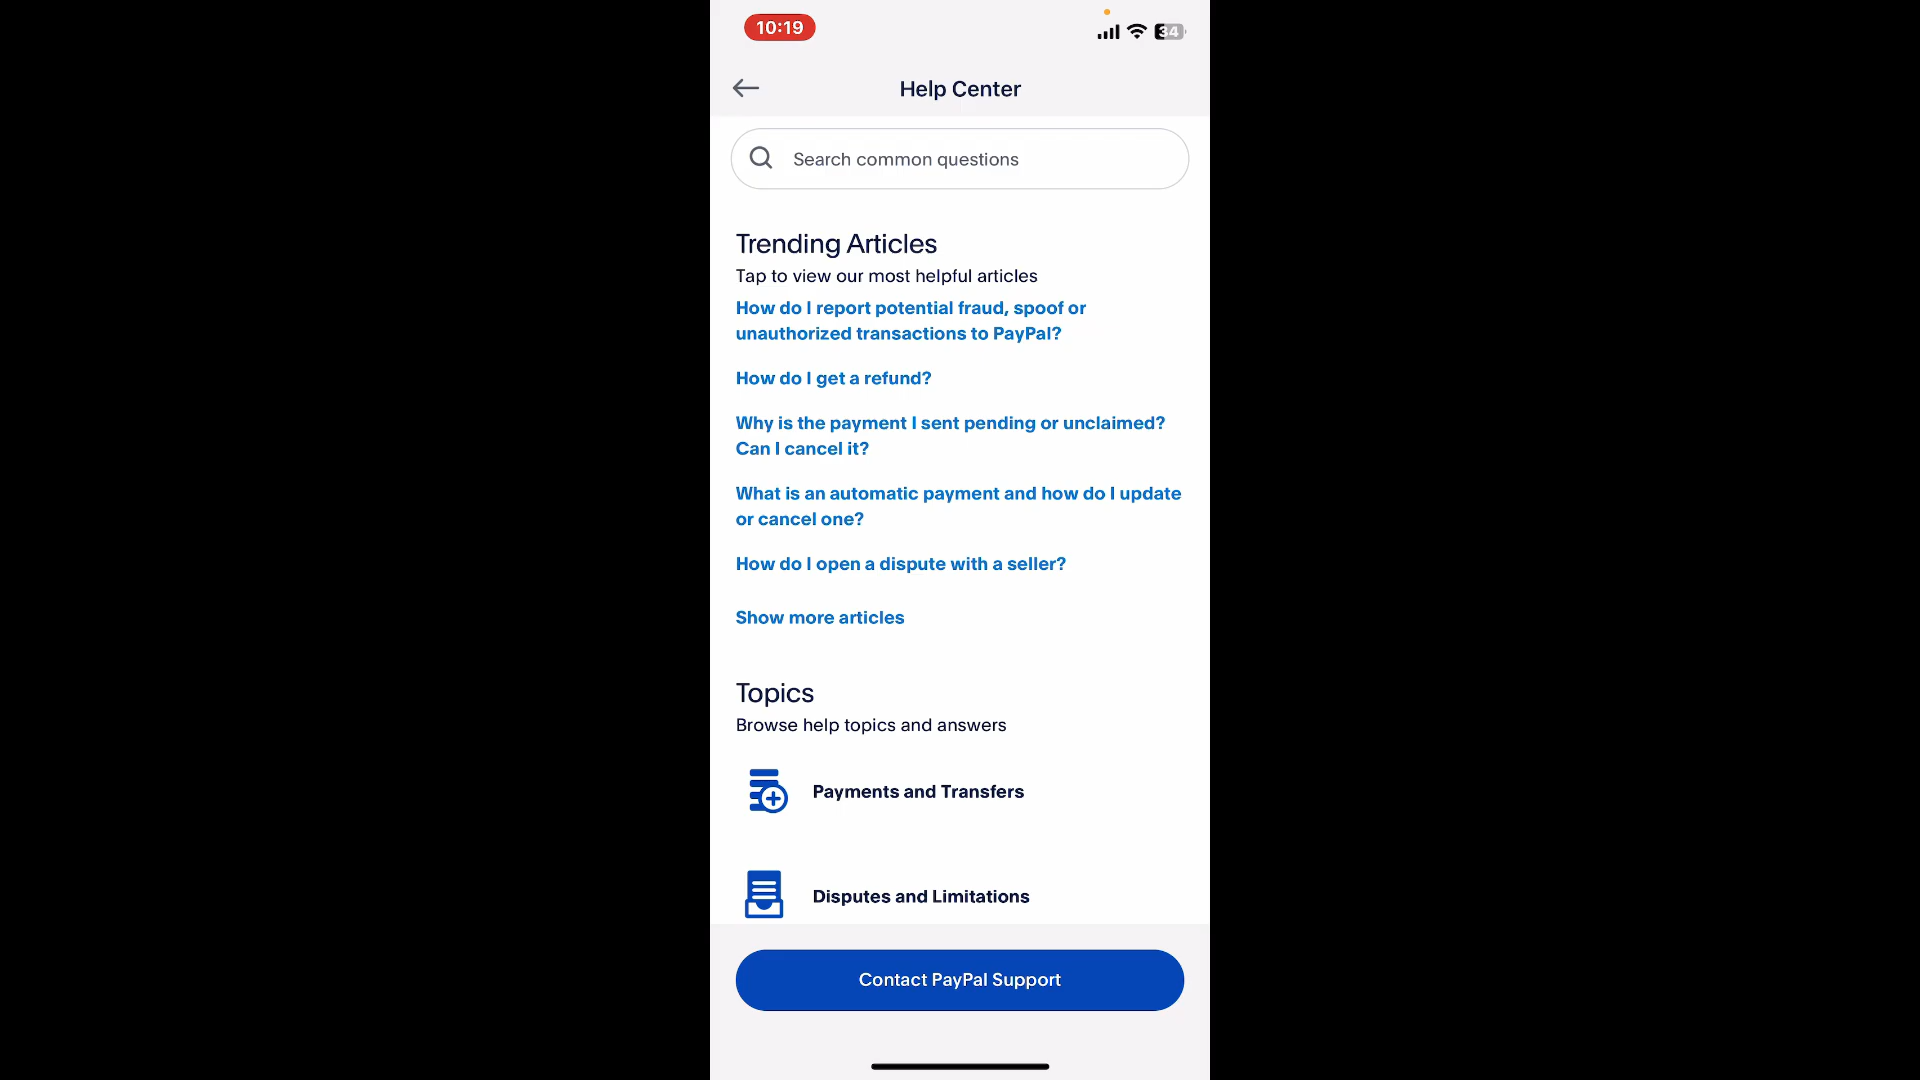 10:19
34
Help Center
Search common questions
Trending Articles
Tap to view our most helpful articles
How do I report potential fraud, spoof or
unauthorized transactions to PayPal?
How do I get a refund?
Why is the payment I sent pending or unclaimed?
Can I cancel it?
What is an automatic payment and how do I update
or cancel one?
How do I open a dispute with a seller?
Show more articles
Topics
Browse help topics and answers
Payments and Transfers
Disputes and Limitations
Contact PayPal Support